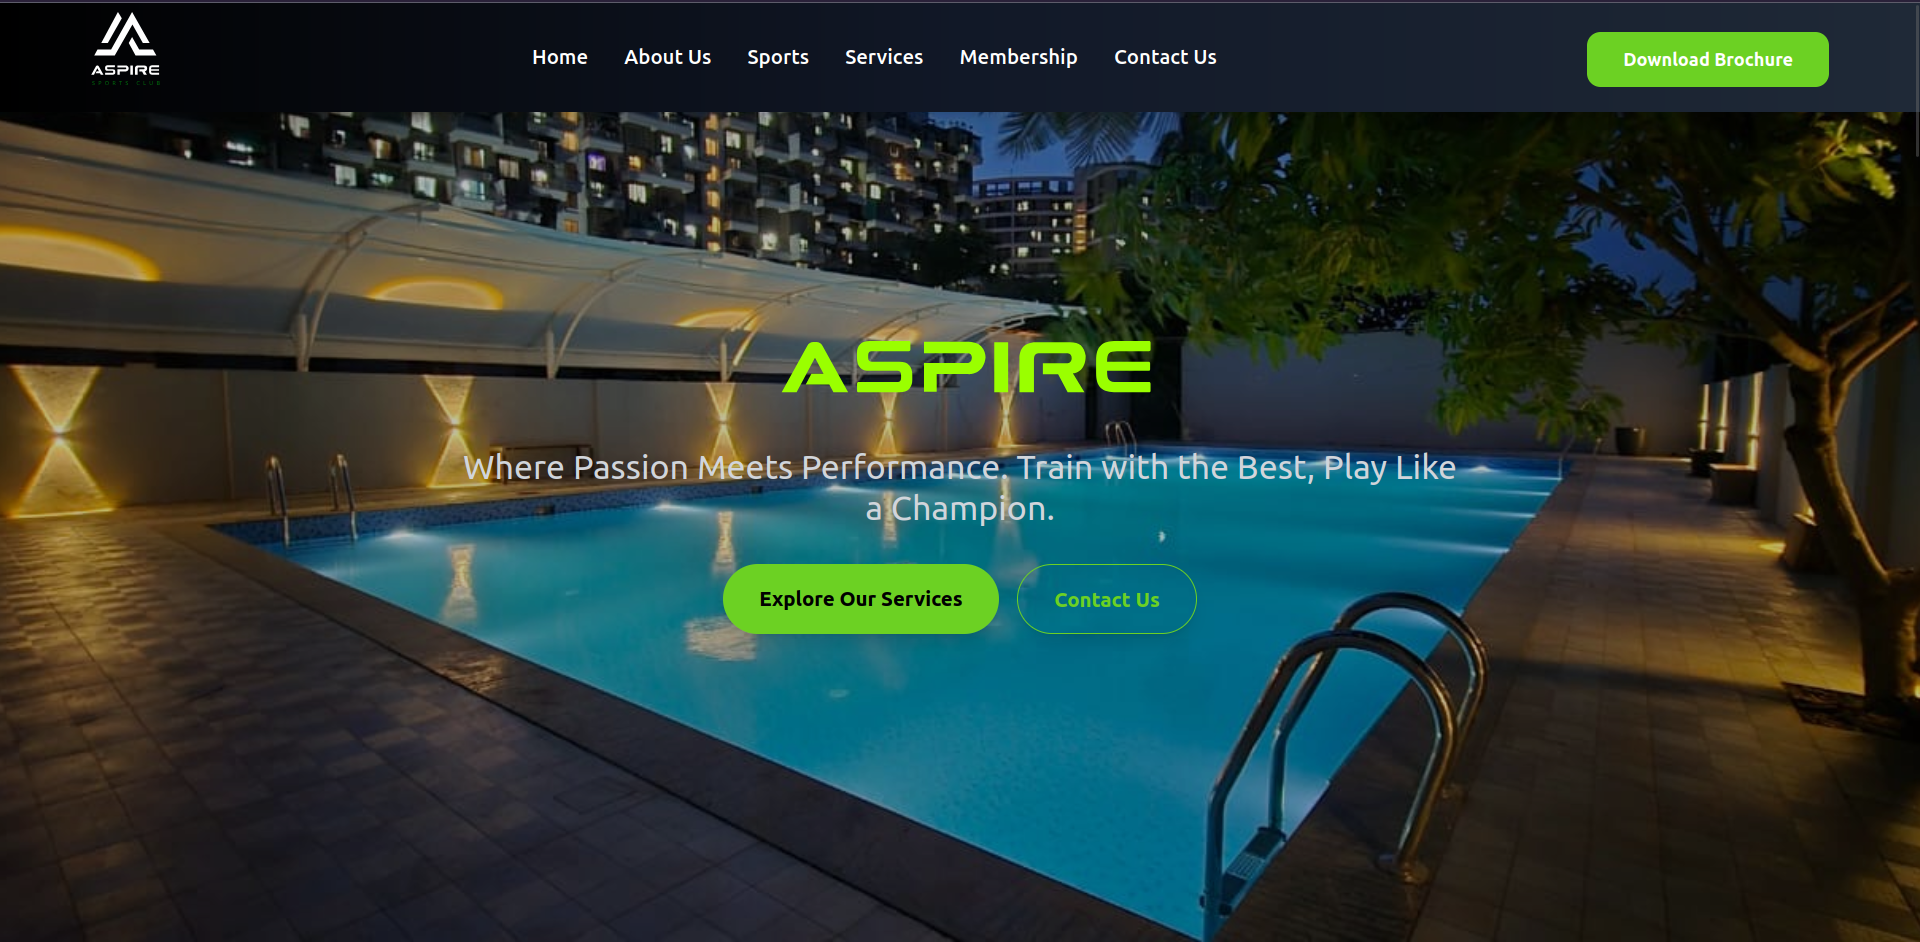 ASPIRE
SPORTS CLUB
Home About Us Sports Services Membership Contact Us
Download Brochure
ASPIRE
Where Passion Meets Performance. Train with the Best, Play Like
a Champion.
Explore Our Services
Contact Us